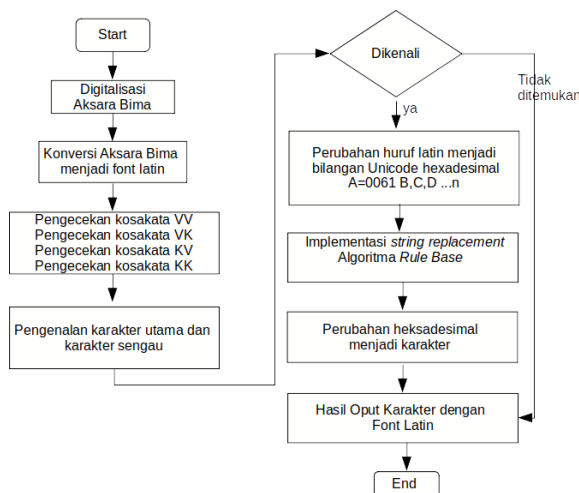 Start
Digitalisasi
Aksara Bima
Konversi Aksara Bima
menjadi font latin
Pengecekan kosakata VV
Pengecekan kosakata VK
Pengecekan kosakata KV
Pengecekan kosakata KK
Pengenalan karakter utama dan
karakter sengau
Dikenali
Tidak
ditemukan
ya
Perubahan huruf latin menjadi
bilangan Unicode hexadesimal
A=0061 B,C,D ...n
Implementasi string replacement
Algoritma Rule Base
Perubahan heksadesimal
menjadi karakter
Hasil Oput Karakter dengan
Font Latin
End